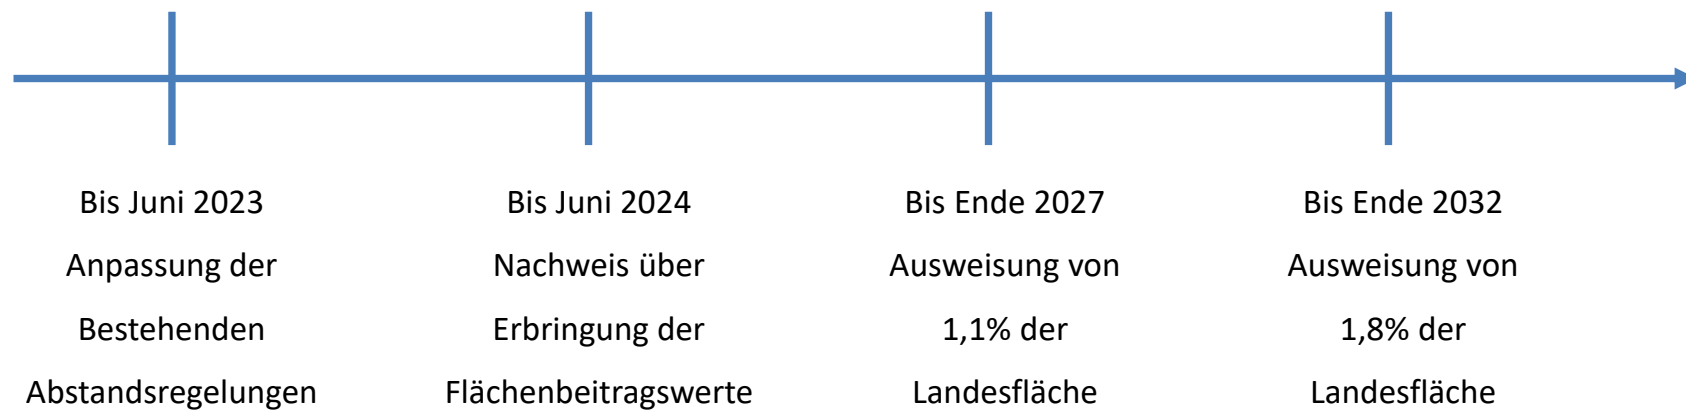 Bis Juni 2023
Anpassung der
Bestehenden
Abstandsregelungen
Bis Juni 2024
Nachweis über
Erbringung der
Flächenbeitragswerte
Bis Ende 2027
Ausweisung von
1,1% der
Landesfläche
Bis Ende 2032
Ausweisung von
1,8% der
Landesfläche